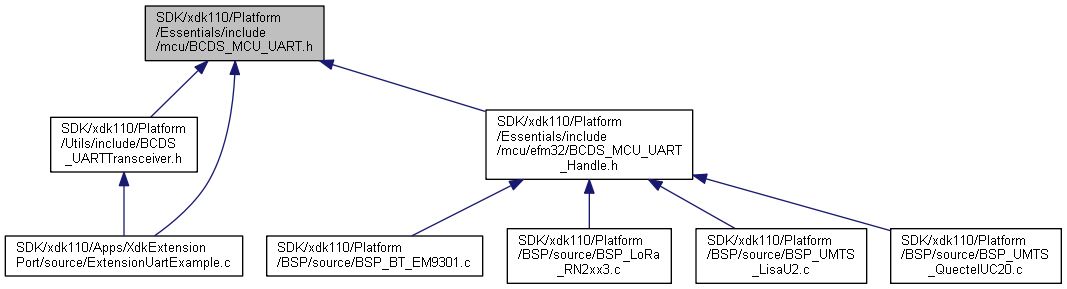 SDK/xdk110/Platform
/Essentials/include
/mcu/BCDS_MCU_UART.h
SDK/xdk110/Platform
/Utils/include/BCDS
_UARTTransceiver.h
SDK/xdk110/Platform
/Essentials/include
/mcu/efm32/BCDS_MCU_UART
_Handle.h
SDK/xdk110/Apps/XdkExtension
Port/source/ExtensionUartExample.c
SDK/xdk110/Platform
/BSP/source/BSP_BT_EM9301.c
SDK/xdk110/Platform
/BSP/source/BSP_LoRa
_RN2xx3.c
SDK/xdk110/Platform
/BSP/source/BSP_UMTS
_LisaU2.c
SDK/xdk110/Platform
/BSP/source/BSP_UMTS
_QuectelUC20.c